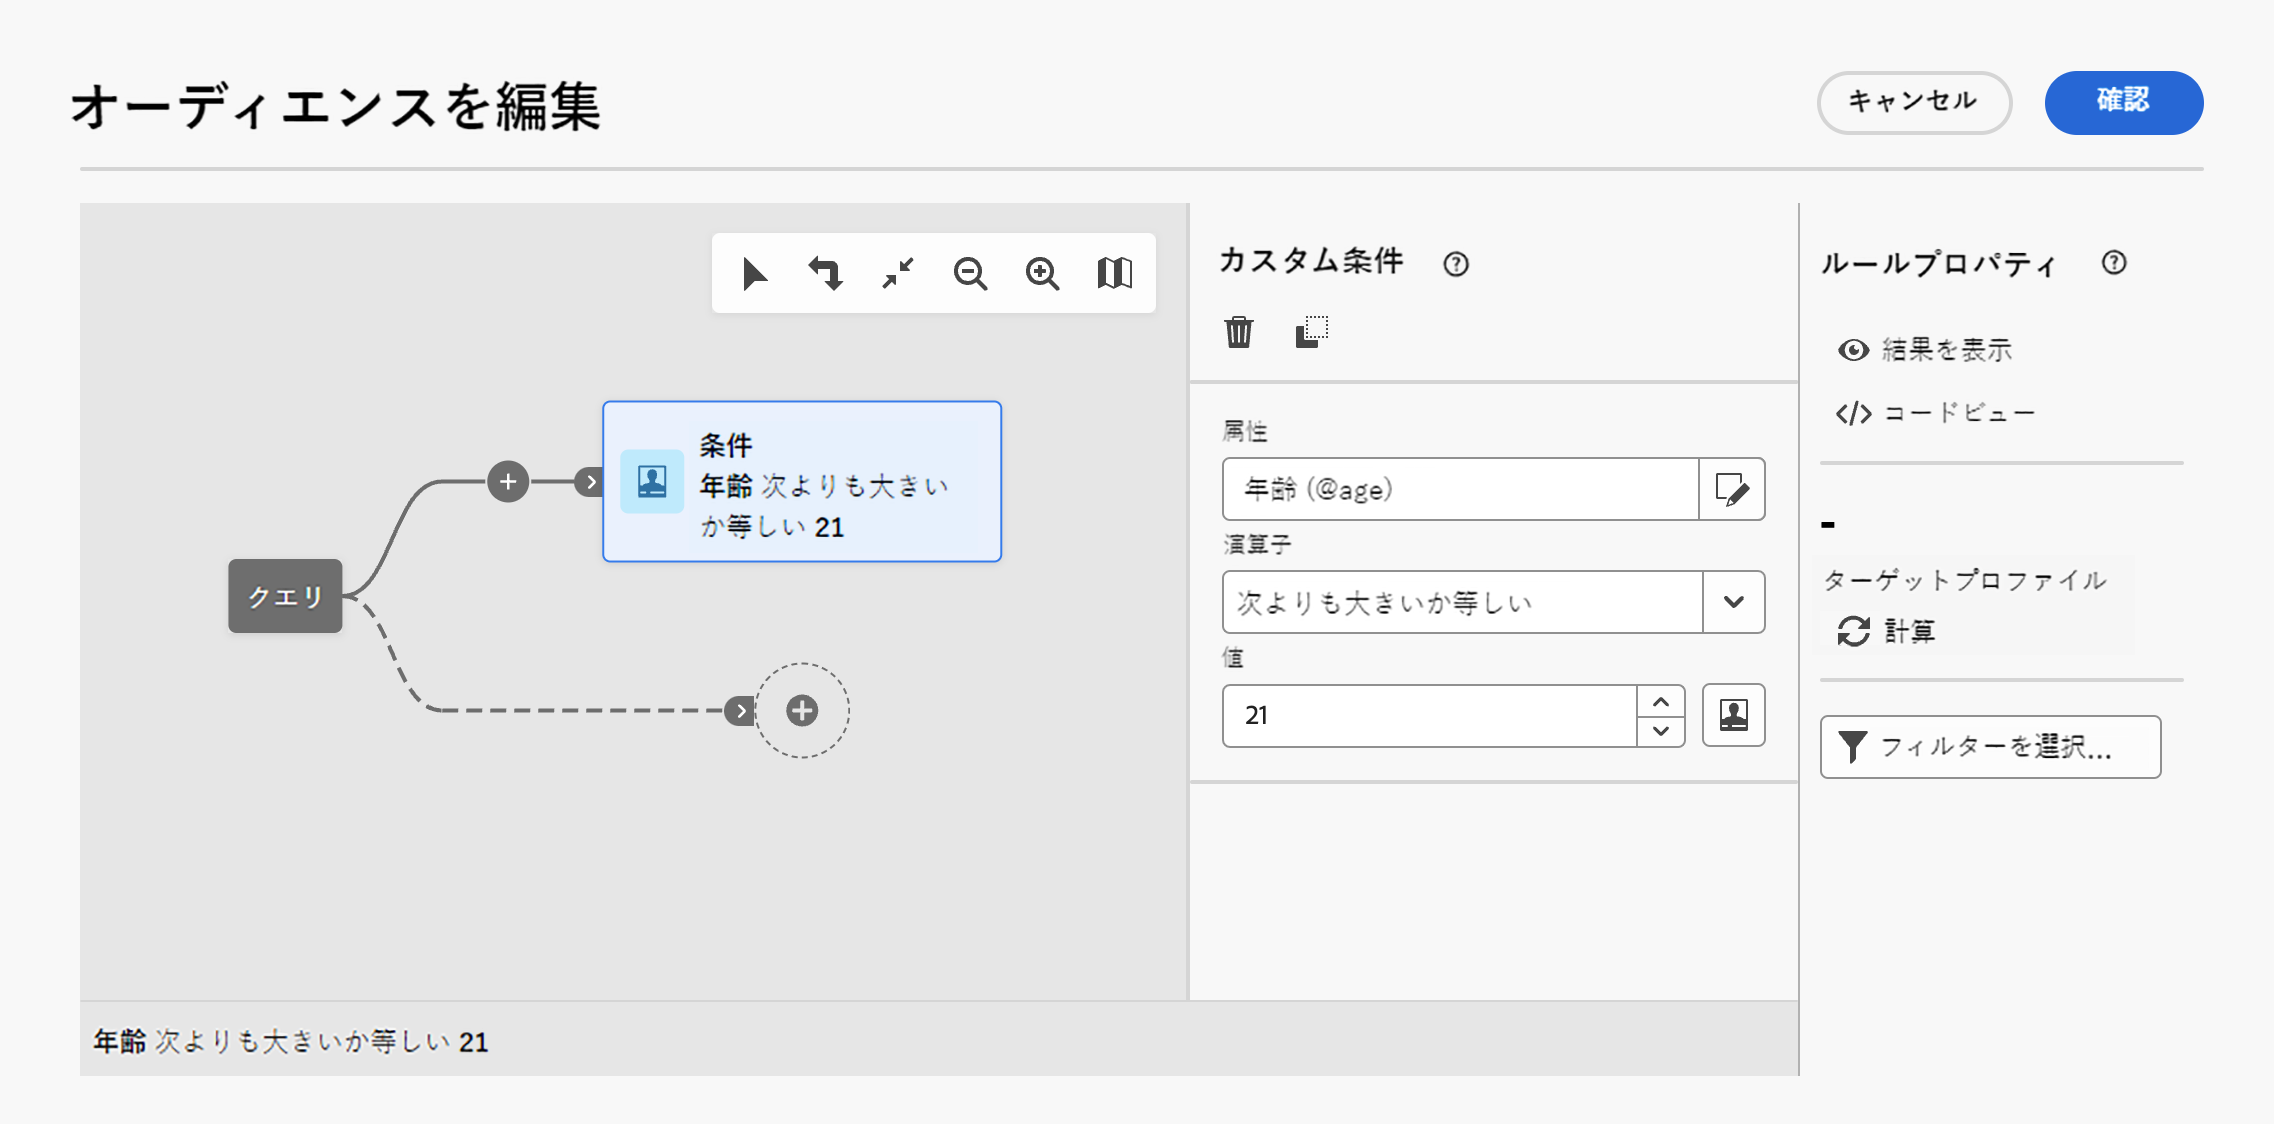 オーディエンスを編集
キャンセル
確認
カスタム条件
ルールプロパティ
結果を表示
コードビュー
条件
年齢 次よりも大きい
か等しい 21
クエリ
属性
年齢 (@age)
演算子
次よりも大きいか等しい
値
21
-
ターゲットプロファイル
計算
フィルターを選択...
年齢 次よりも大きいか等しい 21